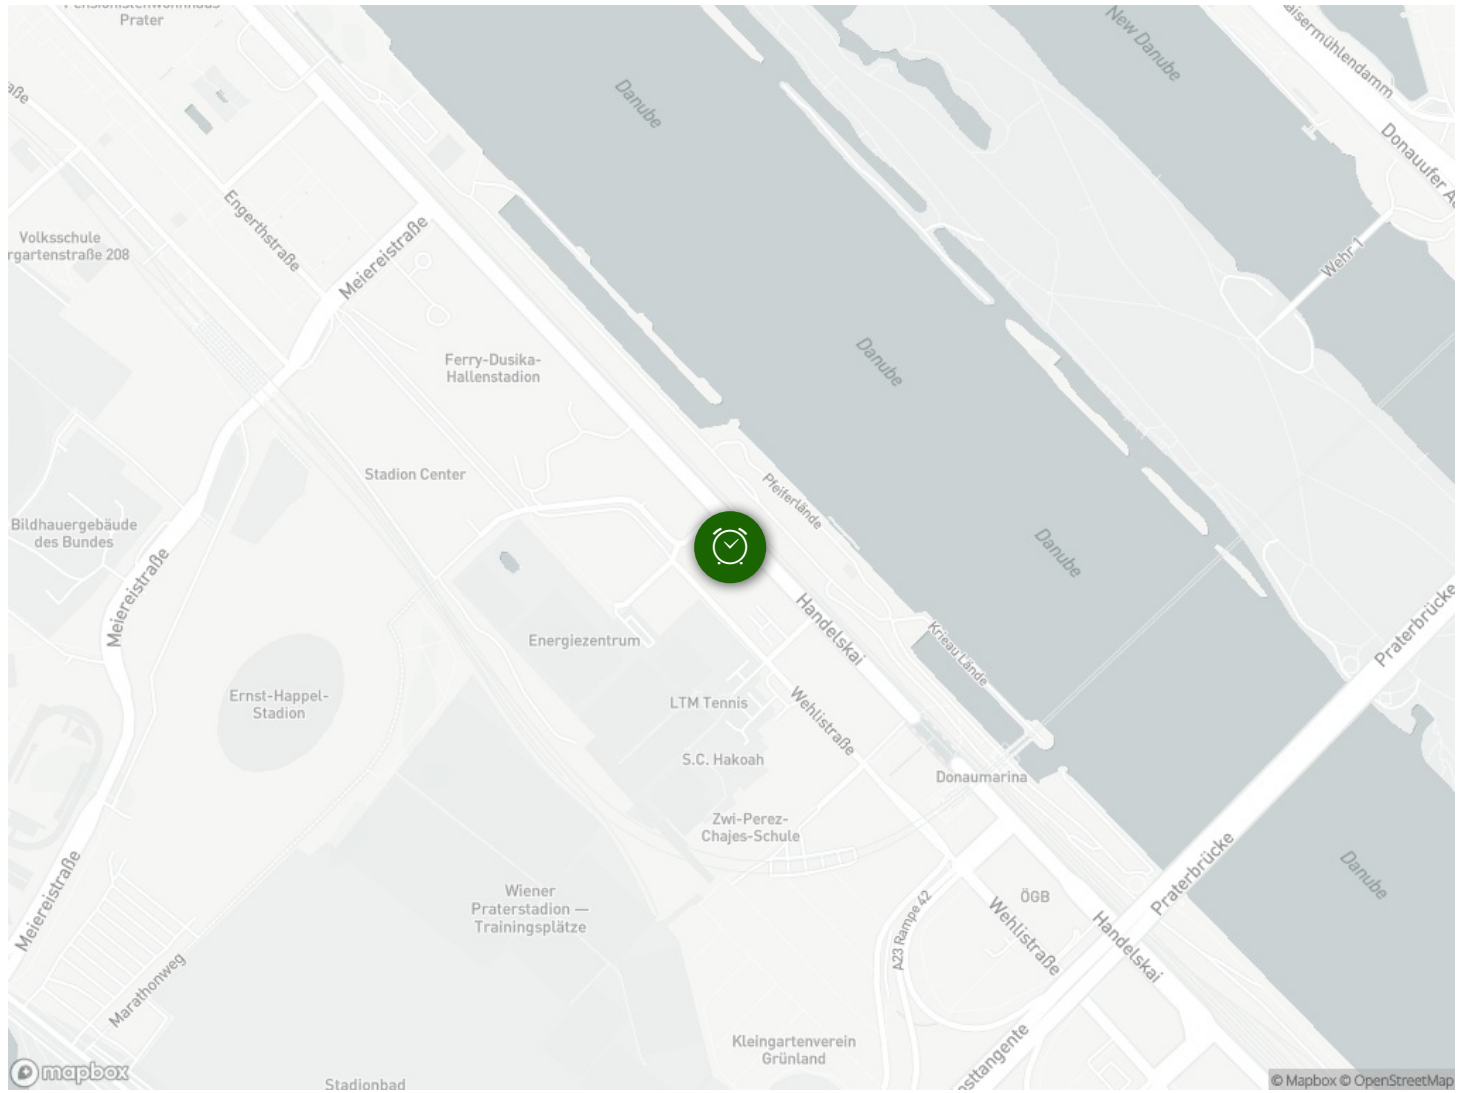 Prater
New Danube
Kaisermühlendamm
Danube
Donauufer A
Engerthstraße
Volksschule
rgartenstraße 208
Meiereistraße
Wehr 1
Ferry-Dusika-
Hallenstadion
Danube
Stadion Center
Pfeiferlände
Bildhauergebäude
des Bundes
Danube
Meiereistraße
Handelskai
Praterbrücke
Krieau Lände
Energiezentrum
Ernst-Happel-
Stadion
LTM Tennis
Wehlistraße
S.C. Hakoah
Donaumarina
Zwi-Perez-
Chajes-Schule
Praterbrücke
Danube
Meiereistraße
Wiener
Praterstadion —
Trainingsplätze
ÖGB
A23 Rampe 42
Wehlistraße
Handelskai
Marathonweg
Kleingartenverein
Grünland
osttangente
mapbox
Stadionbad
© Mapbox © OpenStreetMap